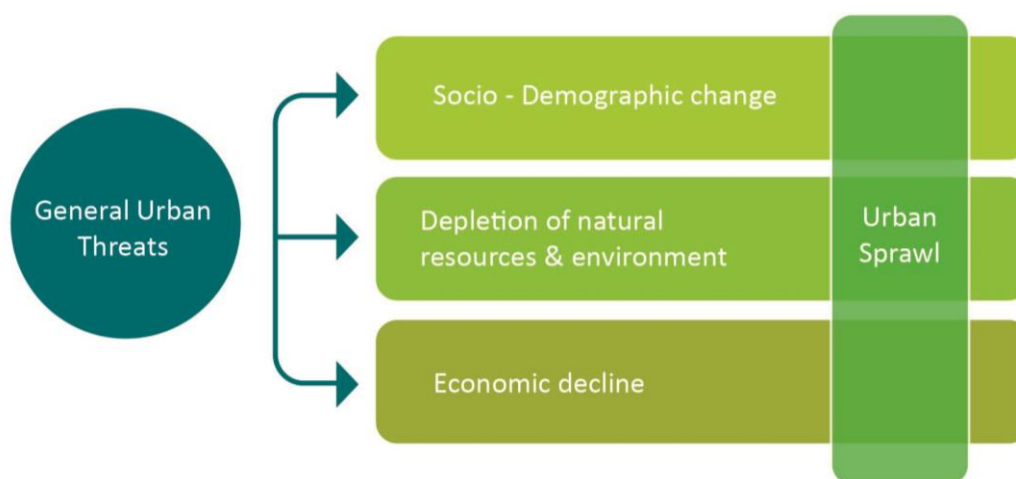 General Urban
Threats
Socio - Demographic change
Depletion of natural
resources & environment
Economic decline
Urban
Sprawl